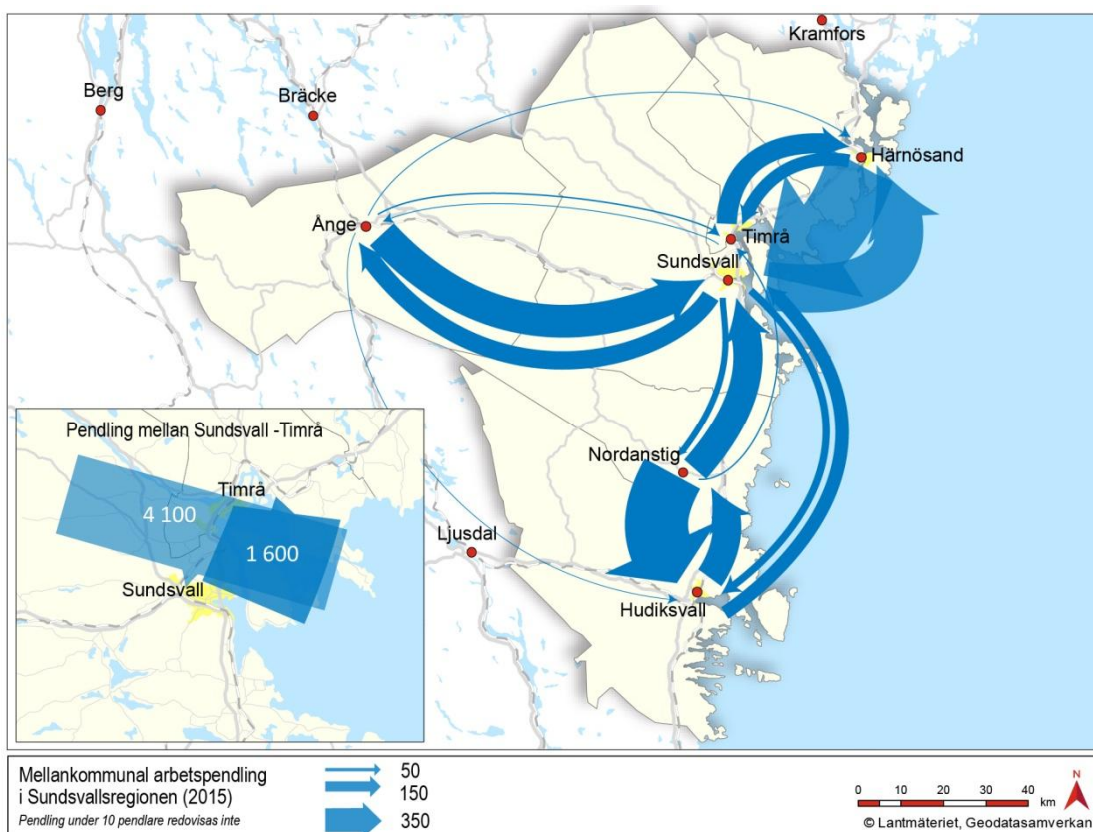 Kramfors
Berg
Bräcke
Härnösand
Ånge
Timrå
Sundsvall
Pendling mellan Sundsvall -Timrå
Nordanstig
Timrå
4 100
1 600
Ljusdal
Sundsvall
Hudiksvall
Mellankommunal arbetspendling
i Sundsvallsregionen (2015)
Pendling under 10 pendlare redovisas inte
50
150
350
N
0 10 20 30 40
km
© Lantmäteriet, Geodatasamverkan